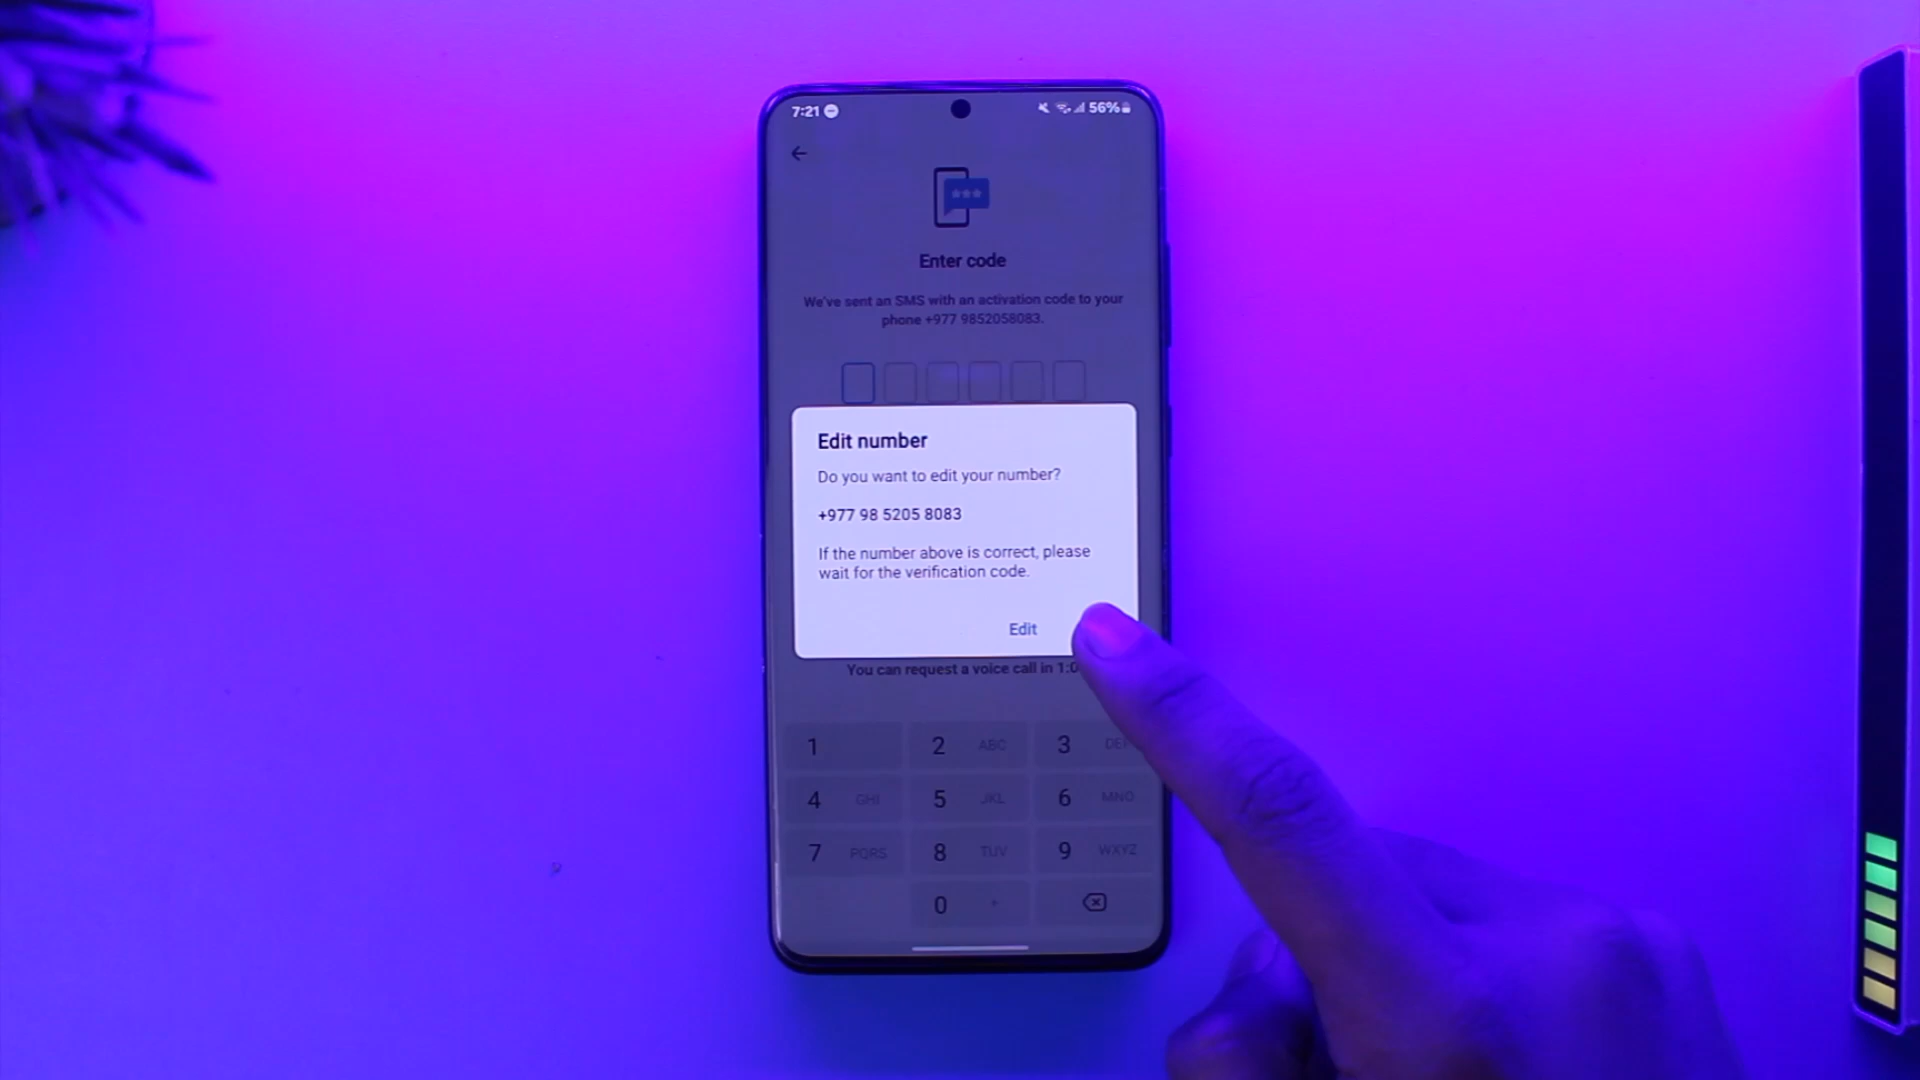 7:21
56%
Enter code
We've sent an SMS with an activation code to your
phone +977 9852058083.
Edit number
Do you want to edit your number?
+977 98 5205 8083
If the number above is correct, please
wait for the verification code.
Edit
You can request a voice call in 1:0
1
2 ABC
3 DEF
4 GHI
5 JKL
6 MNO
7 PQRS
8 TUV
9 WXYZ
0 +